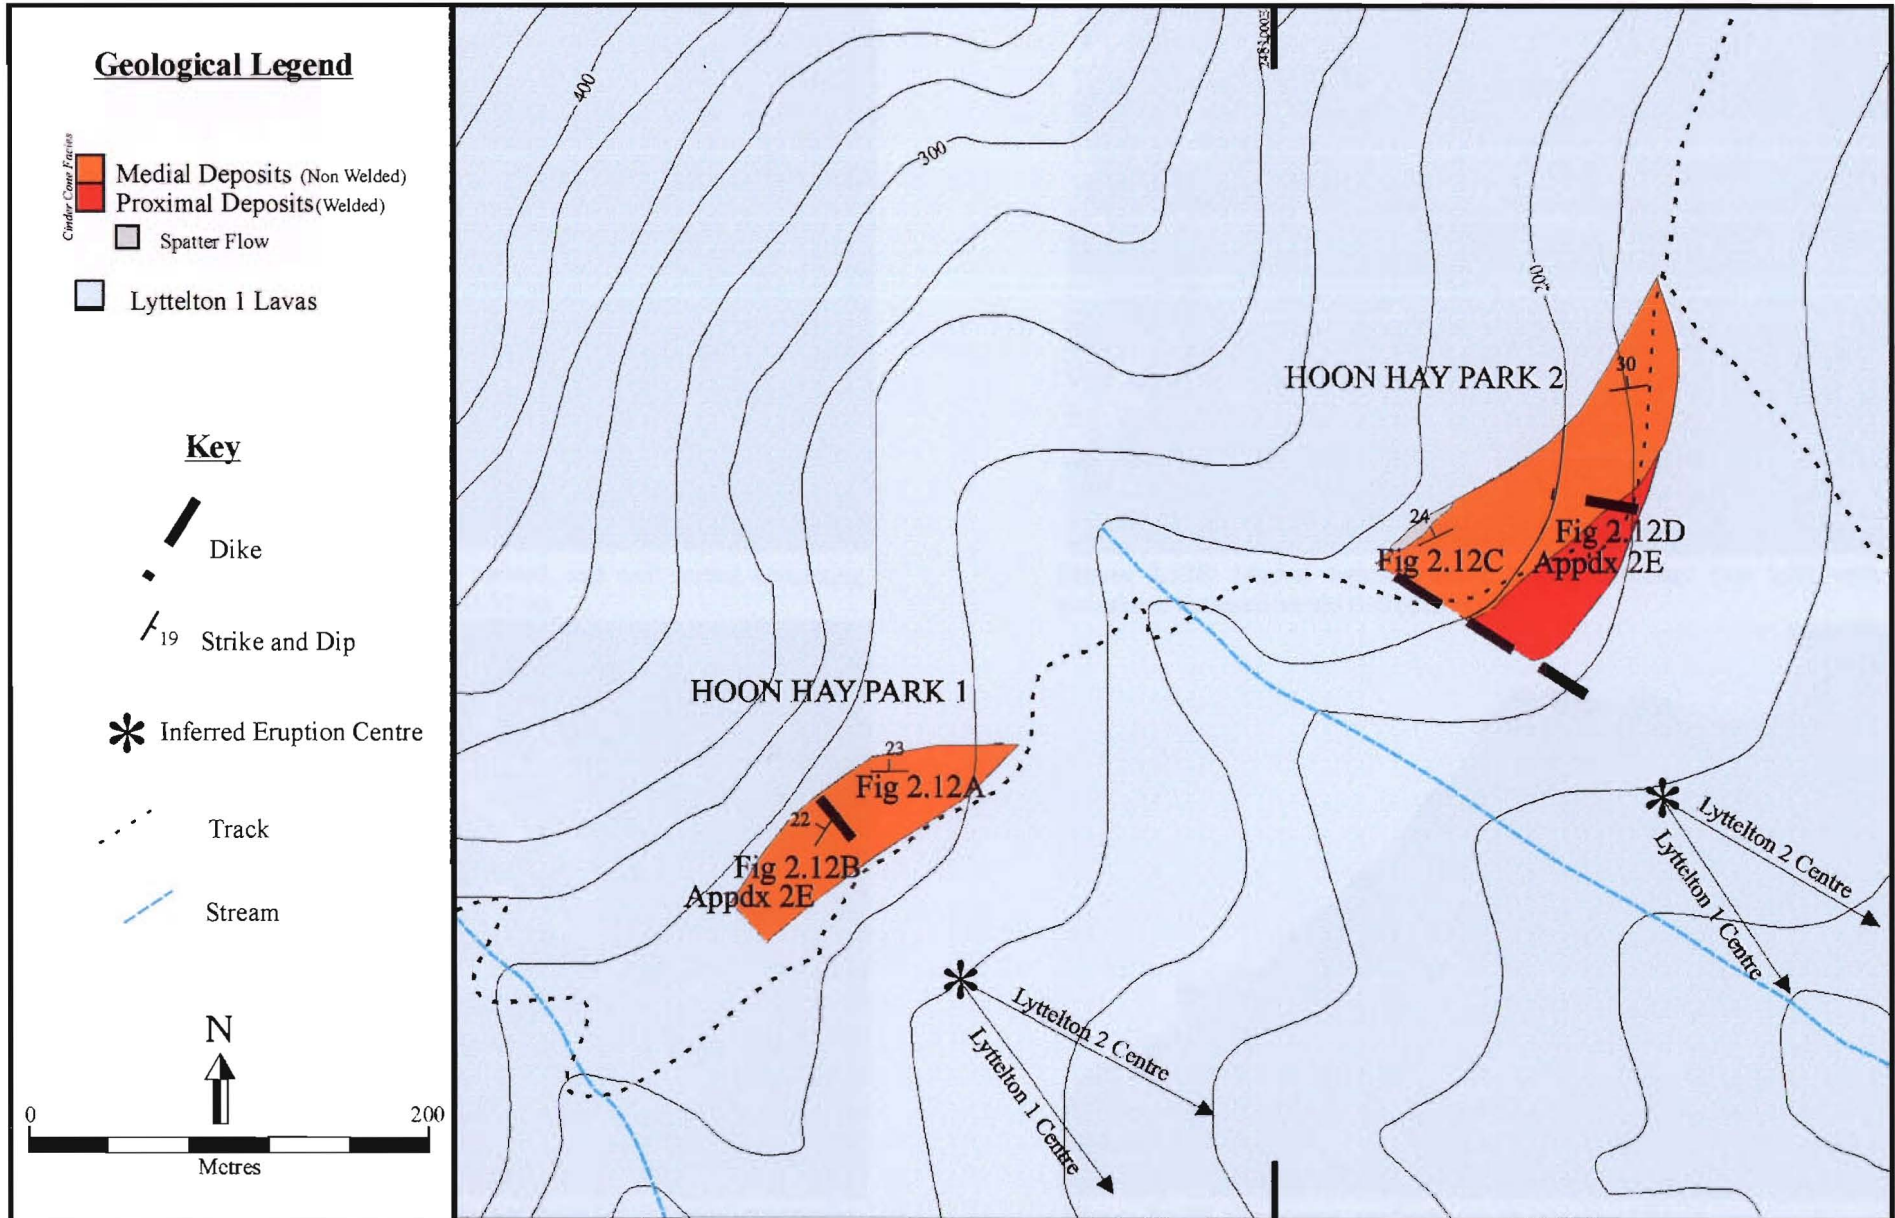 Geological Legend
Cinder Cone Facies
Medial Deposits (Non Welded)
Proximal Deposits (Welded)
Spatter Flow
Lyttelton 1 Lavas
Key
Dike
19
Strike and Dip
Inferred Eruption Centre
Track
Stream
N
0
200
Metres
400
300
2481000E
200
HOON HAY PARK 2
30
24
Fig 2.12C
Fig 2.12D
Appdx 2E
HOON HAY PARK 1
23
Fig 2.12A
22
Fig 2.12B
Appdx 2E
Lyttelton 2 Centre
Lyttelton 1 Centre
Lyttelton 2 Centre
Lyttelton 1 Centre